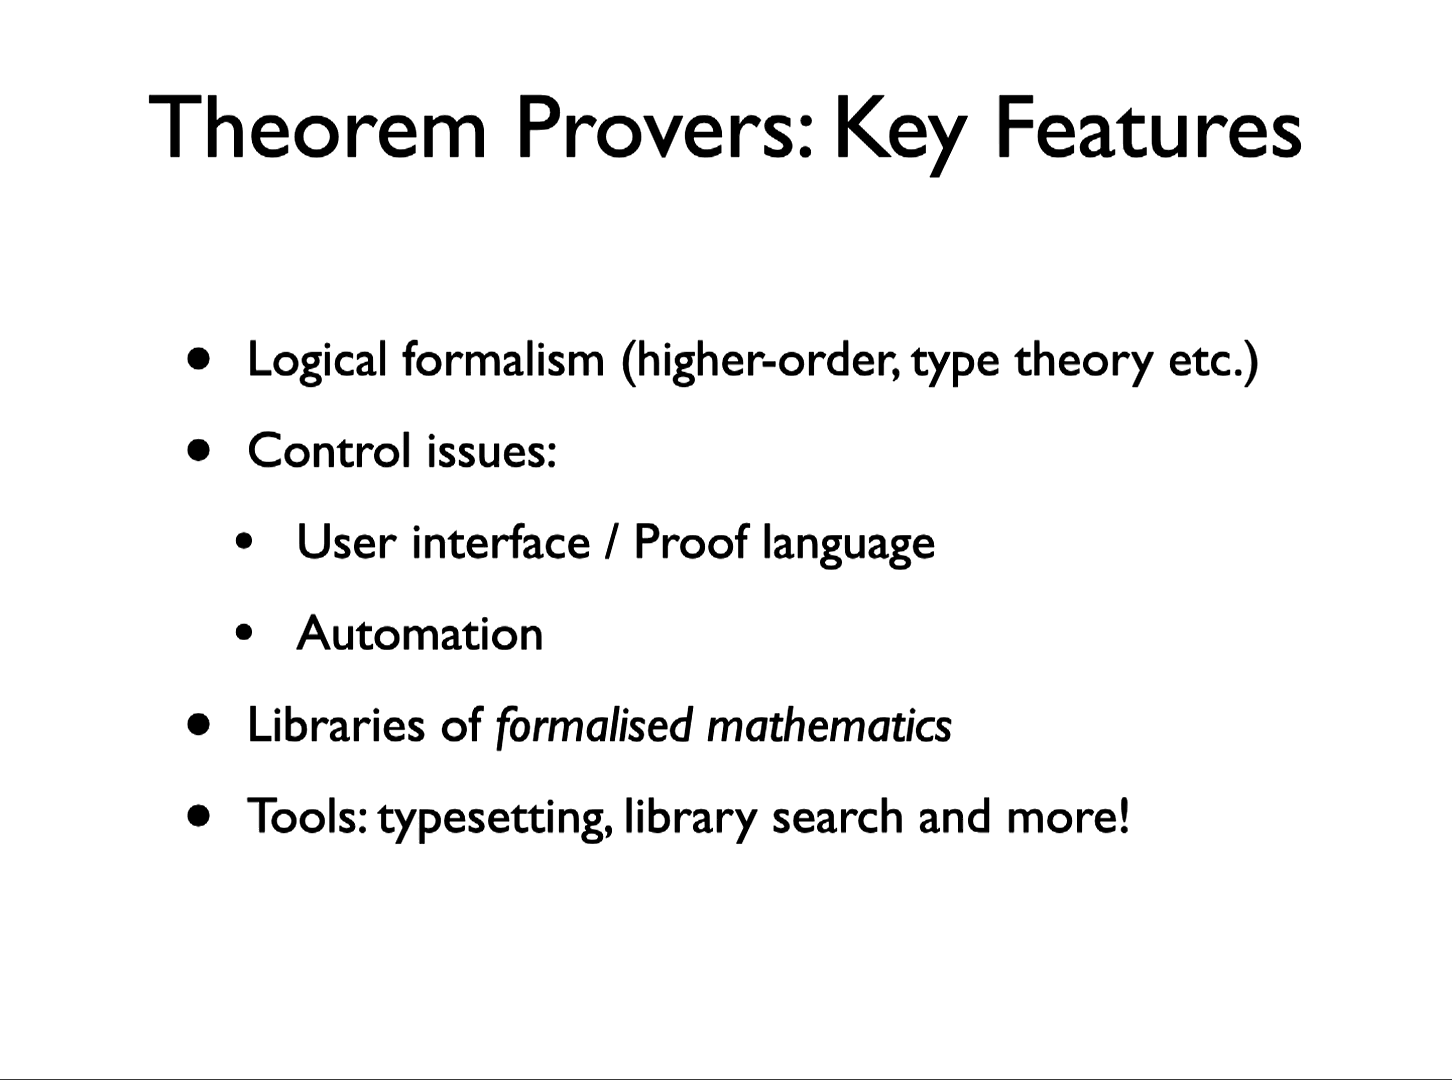 Theorem Provers: Key Features
• Logical formalism (higher-order, type theory etc.)
• Control issues:
• User interface / Proof language
• Automation
• Libraries of formalised mathematics
• Tools: typesetting, library search and more!